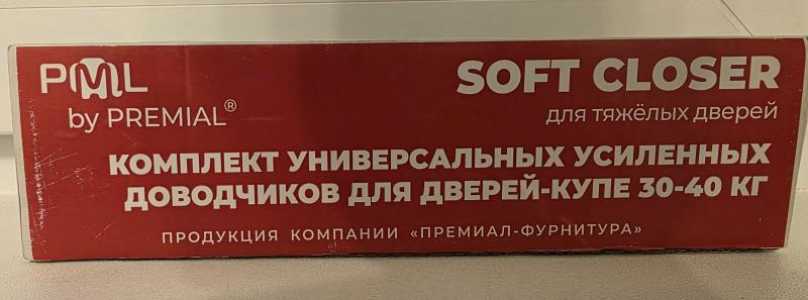 PML
by PREMIAL®
SOFT CLOSER
для тяжёлых дверей
КОМПЛЕКТ УНИВЕРСАЛЬНЫХ УСИЛЕННЫХ
ДОВОДЧИКОВ ДЛЯ ДВЕРЕЙ-КУПЕ 30-40 КГ
ПРОДУКЦИЯ КОМПАНИИ «ПРЕМИАЛ-ФУРНИТУРА»